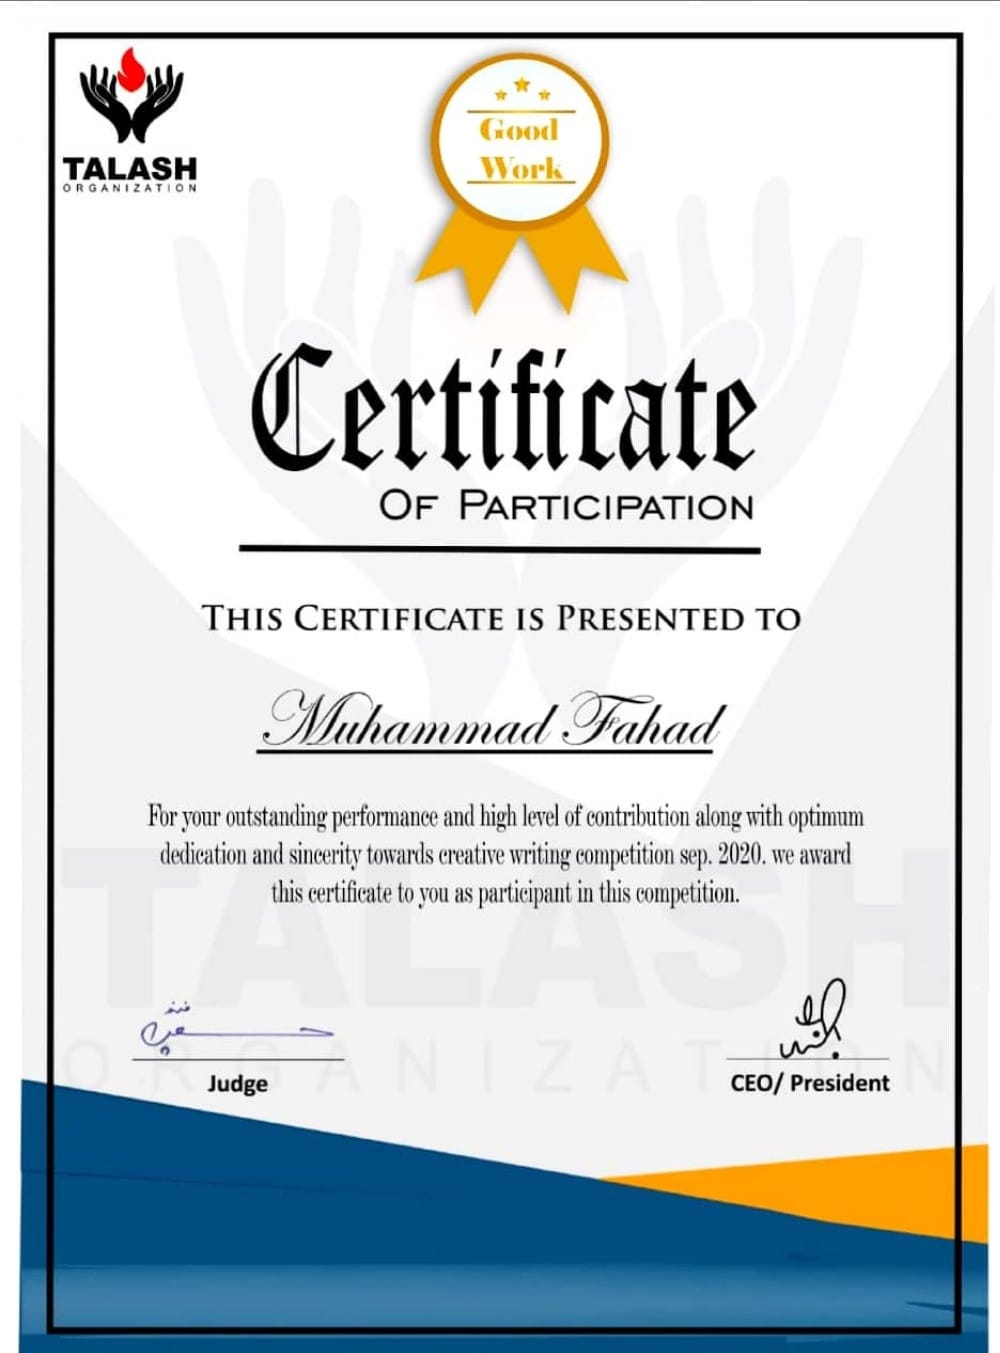 TALASH
ORGANIZATION
Good
Work
Certificate
OF PARTICIPATION
THIS CERTIFICATE IS PRESENTED TO
Muhammad Fahad
For your outstanding performance and high level of contribution along with optimum
dedication and sincerity towards creative writing competition sep. 2020. we award
this certificate to you as participant in this competition.
Judge
CEO/ President
TALASH
ORGANIZATION